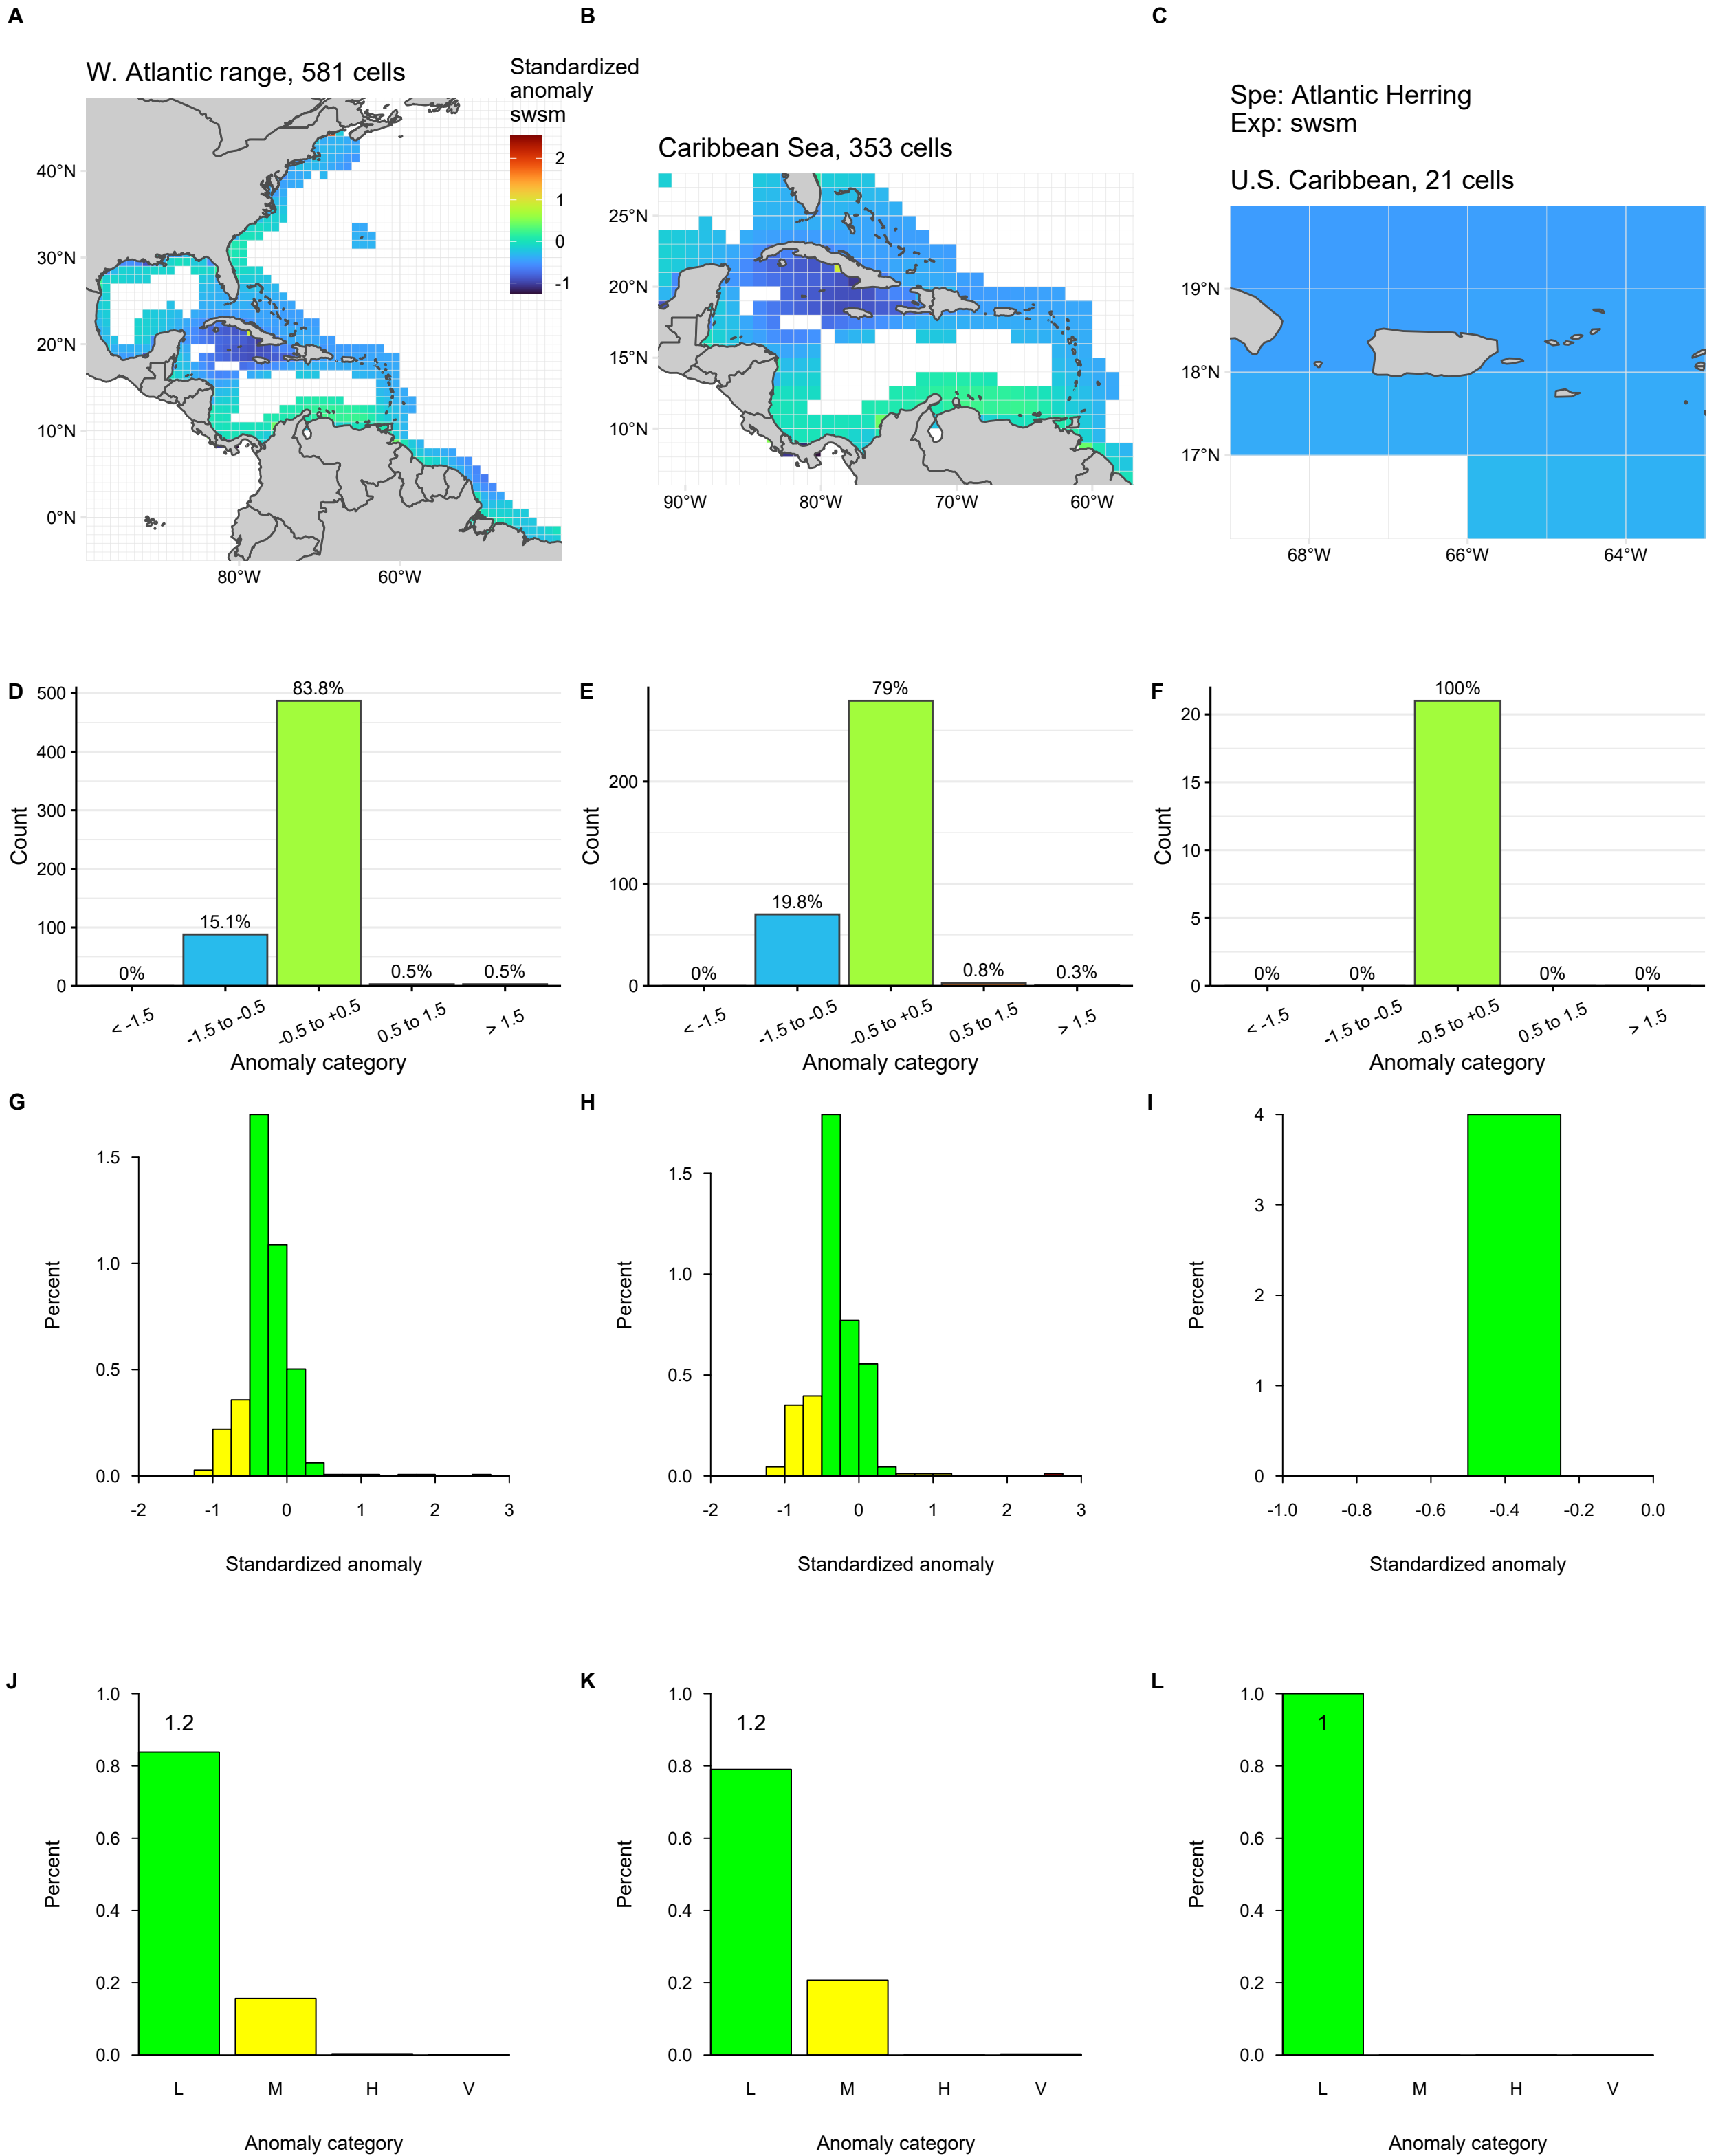 A
B
C
W. Atlantic range, 581 cells
Standardized
anomaly
swsm
2
1
0
-1
40°N
30°N
20°N
10°N
0°N
80°W
60°W
Caribbean Sea, 353 cells
25°N
20°N
15°N
10°N
90°W
80°W
70°W
60°W
Spe: Atlantic Herring
Exp: swsm
U.S. Caribbean, 21 cells
19°N
18°N
17°N
68°W
66°W
64°W
D
Count
500
400
300
200
100
0
0%
15.1%
83.8%
0.5%
0.5%
< -1.5
-1.5 to -0.5
-0.5 to +0.5
0.5 to 1.5
> 1.5
Anomaly category
E
Count
200
100
0
0%
19.8%
79%
0.8%
0.3%
< -1.5
-1.5 to -0.5
-0.5 to +0.5
0.5 to 1.5
> 1.5
Anomaly category
F
Count
20
15
10
5
0
0%
0%
100%
0%
0%
< -1.5
-1.5 to -0.5
-0.5 to +0.5
0.5 to 1.5
> 1.5
Anomaly category
G
Percent
1.5
1.0
0.5
0.0
-2
-1
0
1
2
3
Standardized anomaly
H
Percent
1.5
1.0
0.5
0.0
-2
-1
0
1
2
3
Standardized anomaly
I
Percent
4
3
2
1
0
-1.0
-0.8
-0.6
-0.4
-0.2
0.0
Standardized anomaly
J
Percent
1.0
0.8
0.6
0.4
0.2
0.0
1.2
L
M
H
V
Anomaly category
K
Percent
1.0
0.8
0.6
0.4
0.2
0.0
1.2
L
M
H
V
Anomaly category
L
Percent
1.0
0.8
0.6
0.4
0.2
0.0
1
L
M
H
V
Anomaly category